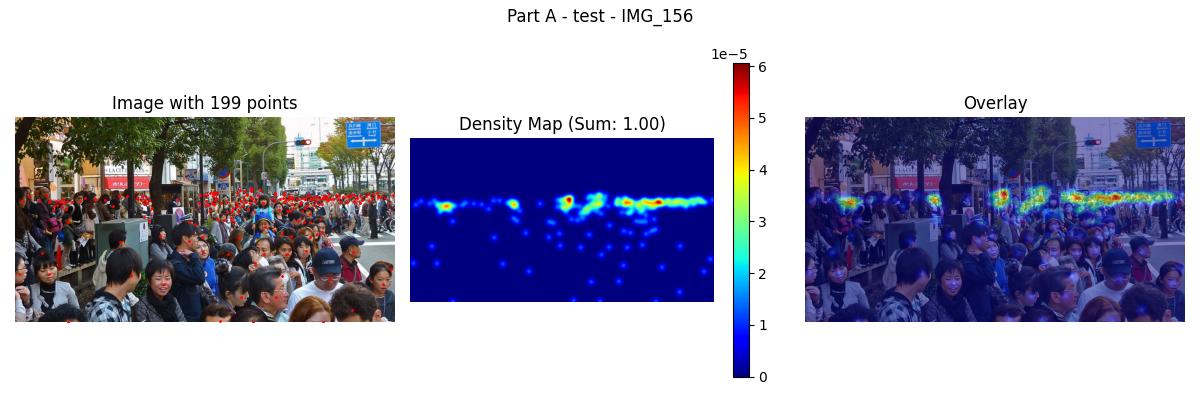 Part A - test - IMG_156
Image with 199 points
Density Map (Sum: 1.00)
Overlay
1e−5
6
5
4
3
2
1
0